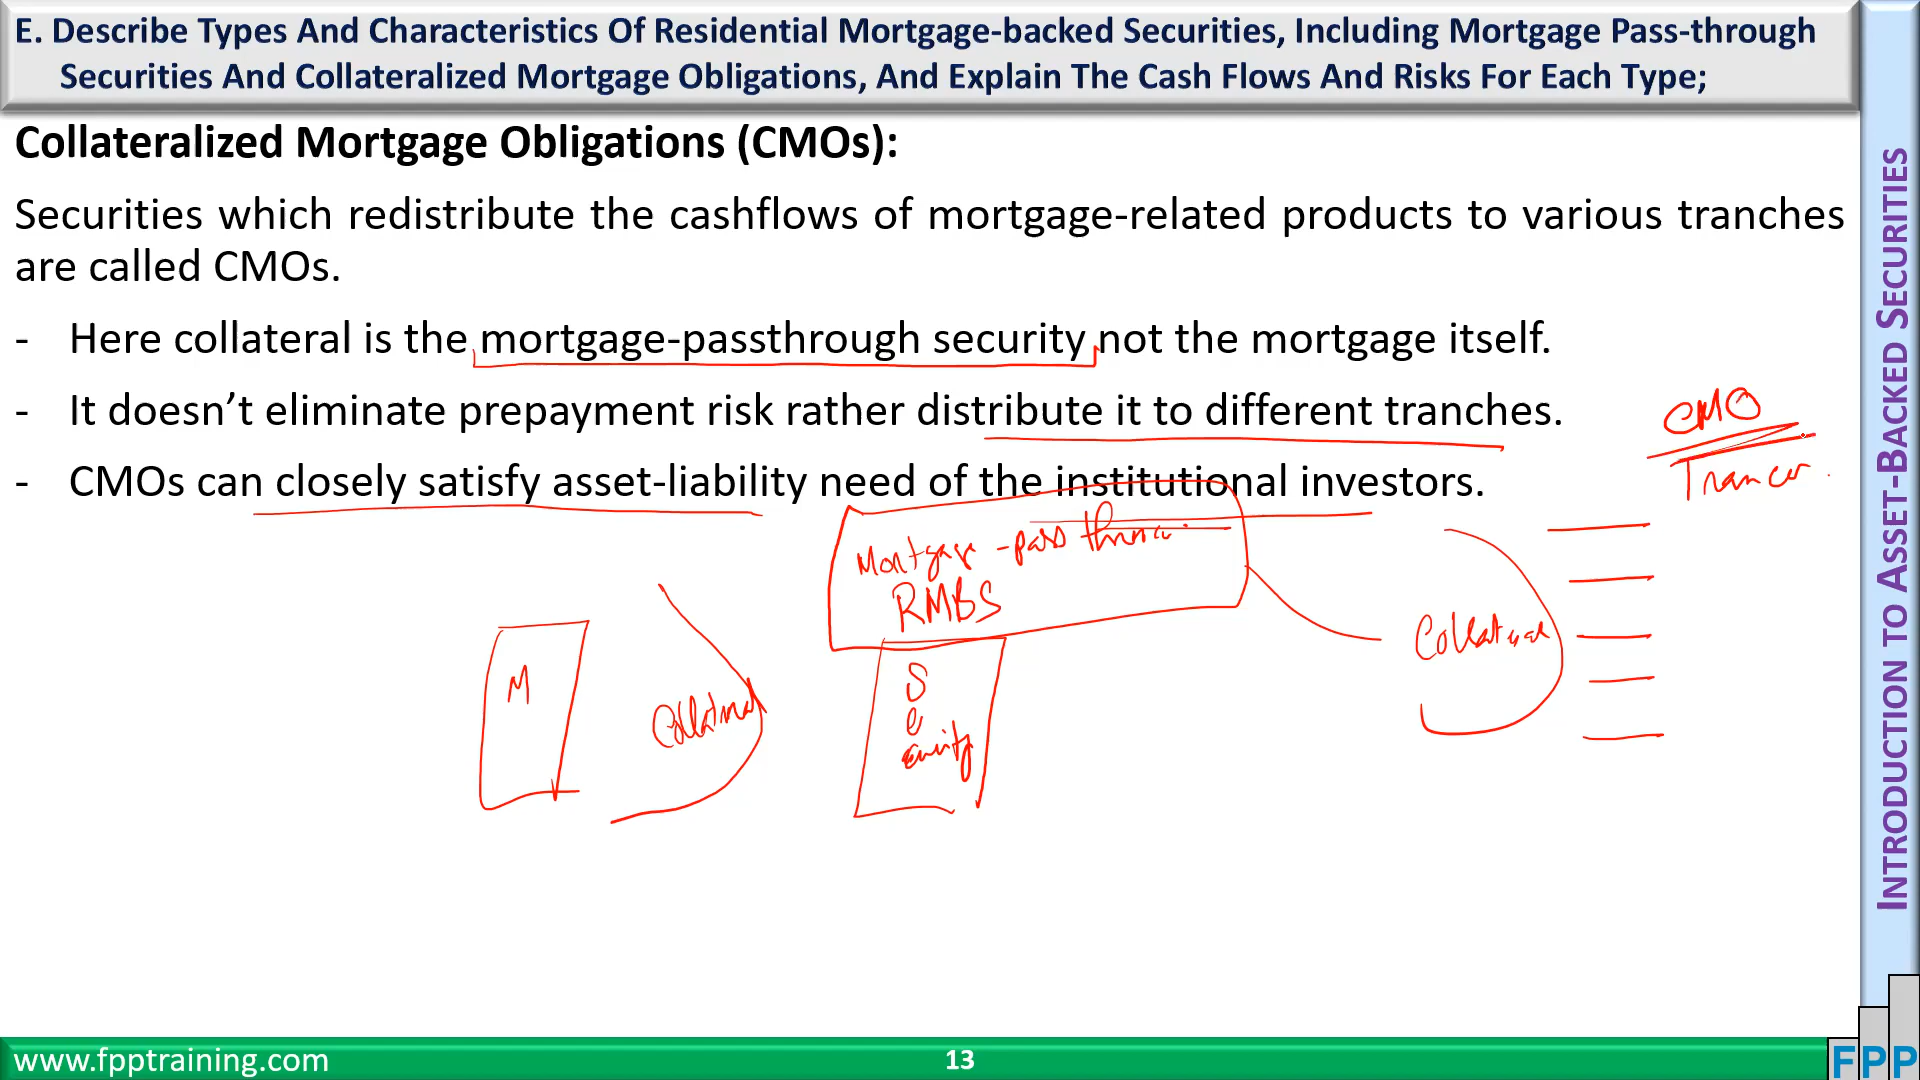 E. Describe Types And Characteristics Of Residential Mortgage-backed Securities, Including Mortgage Pass-through
Securities And Collateralized Mortgage Obligations, And Explain The Cash Flows And Risks For Each Type;
Collateralized Mortgage Obligations (CMOs):
Securities which redistribute the cashflows of mortgage-related products to various tranches
are called CMOs.
- Here collateral is the mortgage-passthrough security not the mortgage itself.
- It doesn't eliminate prepayment risk rather distribute it to different tranches.
- CMOs can closely satisfy asset-liability need of the institutional investors.
CMO
Mortgage - pass
RMBS
M
Collateral
S
Collateral
INTRODUCTION TO ASSET-BACKED SECURITIES
www.fpptraining.com
13
FPP